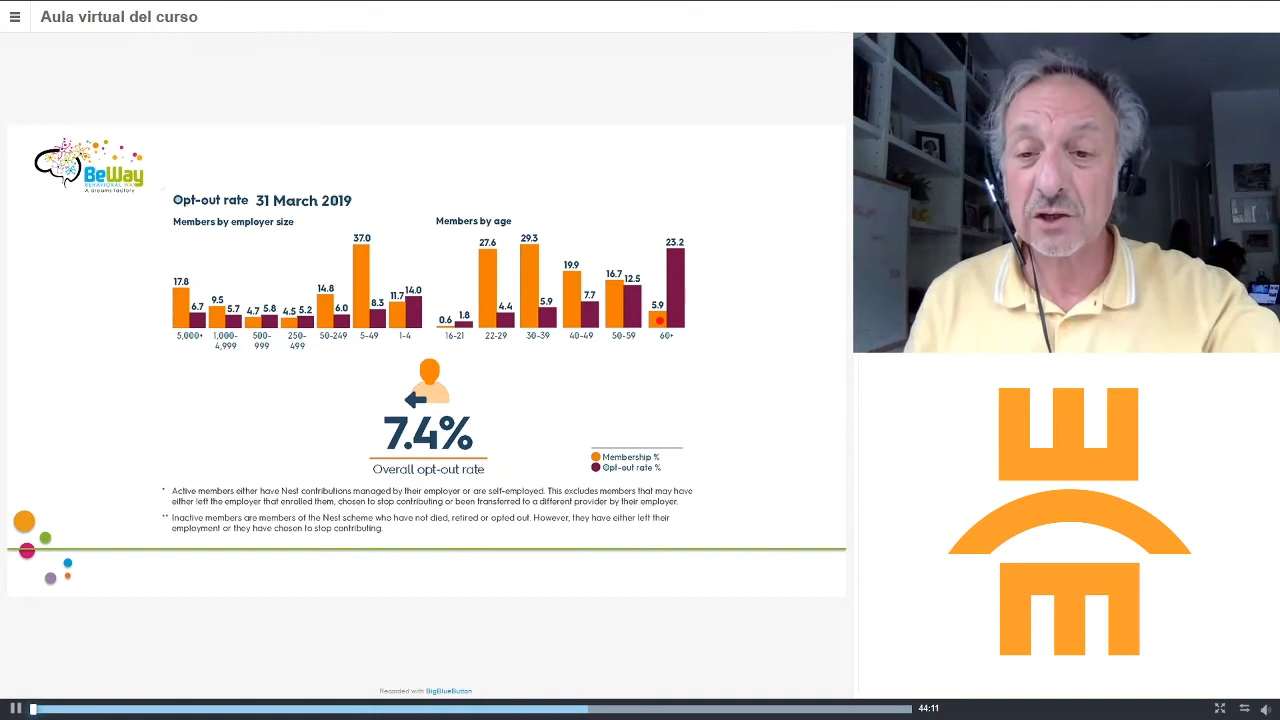 Aula virtual del curso
BeWay
BEHAVIORAL WAY
A dreams factory
Opt-out rate 31 March 2019
Members by employer size
Members by age
17.8 6.7 9.5 5.7 4.7 5.8 4.5 5.2 14.8 6.0 37.0 8.3 11.7 14.0
5,000+ 1,000-4,999 500-999 250-499 50-249 5-49 1-4
0.6 1.8 27.6 4.4 29.3 5.9 19.9 7.7 16.7 12.5 5.9 23.2
16-21 22-29 30-39 40-49 50-59 60+
7.4%
Overall opt-out rate
Membership %
Opt-out rate %
* Active members either have Nest contributions managed by their employer or are self-employed. This excludes members that may have
either left the employer that enrolled them, chosen to stop contributing or been transferred to a different provider by their employer.
** Inactive members are members of the Nest scheme who have not died, retired or opted out. However, they have either left their
employment or they have chosen to stop contributing.
Recorded with BigBlueButton
44:11